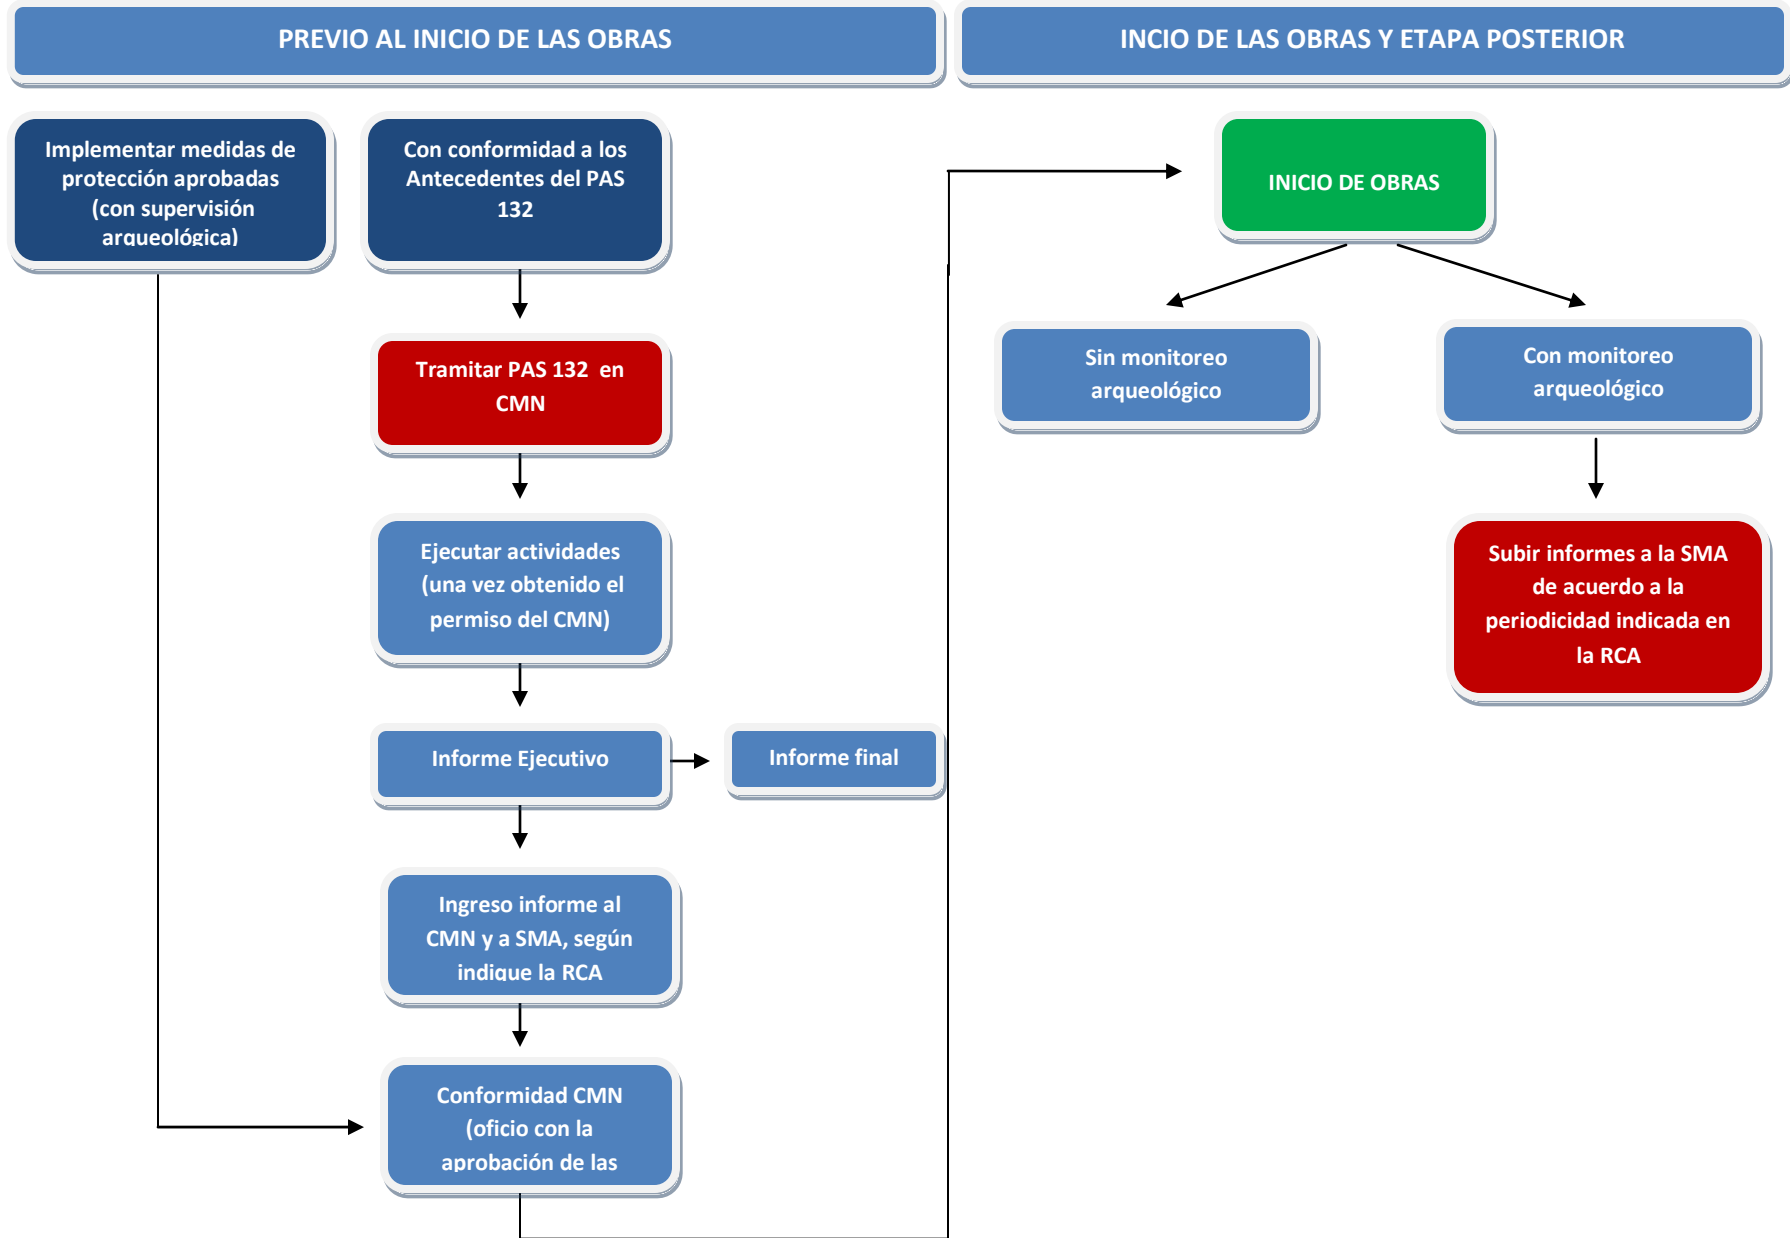 PREVIO AL INICIO DE LAS OBRAS
INCIO DE LAS OBRAS Y ETAPA POSTERIOR
Implementar medidas de
protección aprobadas
(con supervisión
arqueológica)
Con conformidad a los
Antecedentes del PAS
132
Tramitar PAS 132 en
CMN
Ejecutar actividades
(una vez obtenido el
permiso del CMN)
Informe Ejecutivo
Informe final
Ingreso informe al
CMN y a SMA, según
indique la RCA
Conformidad CMN
(oficio con la
aprobación de las
INICIO DE OBRAS
Sin monitoreo
arqueológico
Con monitoreo
arqueológico
Subir informes a la SMA
de acuerdo a la
periodicidad indicada en
la RCA